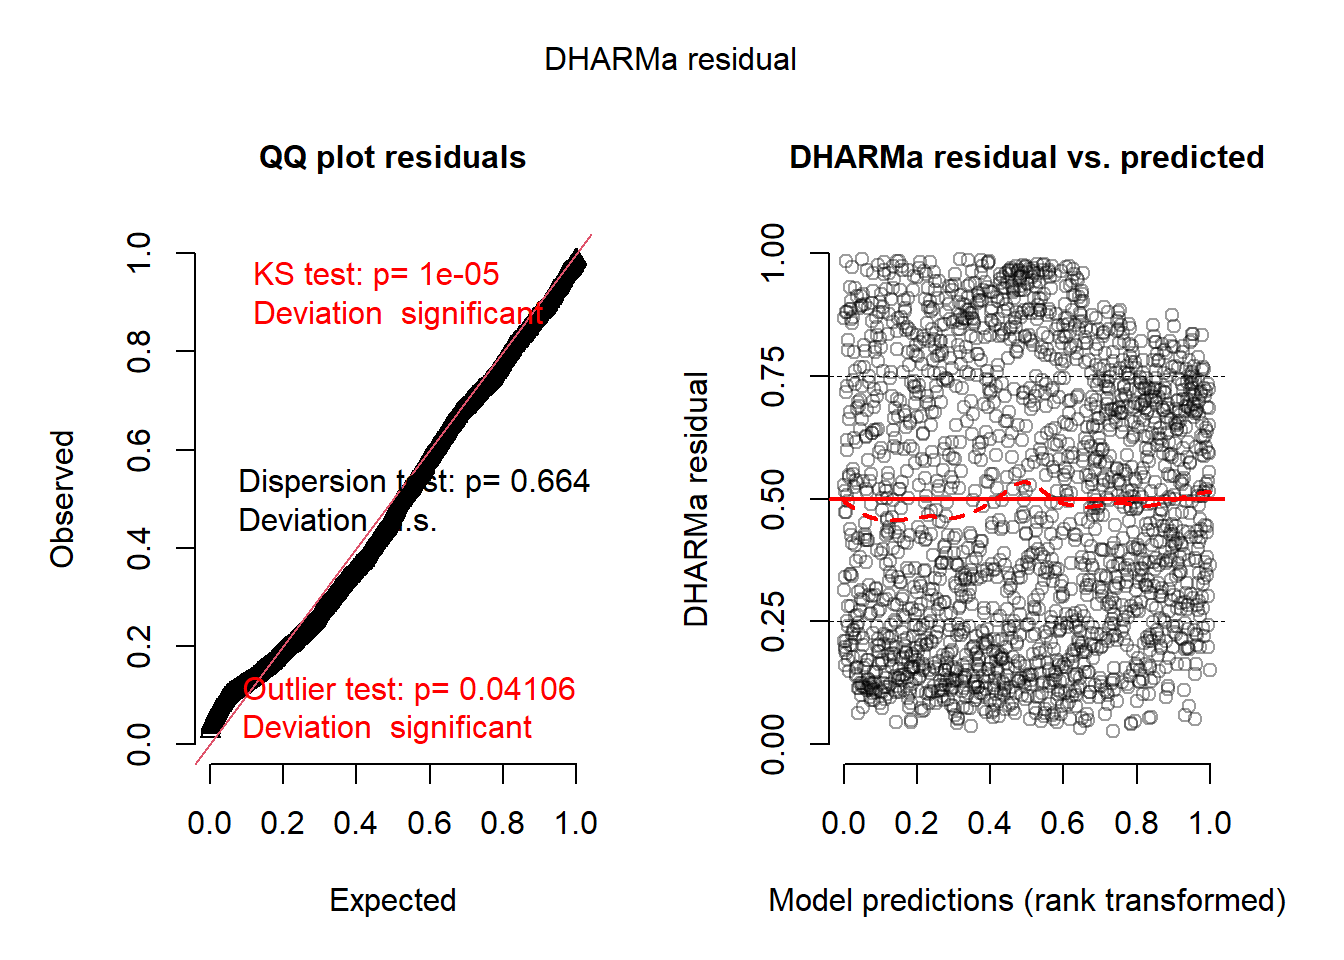 DHARMa residual
QQ plot residuals
KS test: p= 1e-05
Deviation  significant
Dispersion test: p= 0.664
Deviation n.s.
Outlier test: p= 0.04106
Deviation  significant
Observed
0.0 0.2 0.4 0.6 0.8 1.0
0.0 0.2 0.4 0.6 0.8 1.0
Expected
DHARMa residual vs. predicted
DHARMa residual
0.00 0.25 0.50 0.75 1.00
0.0 0.2 0.4 0.6 0.8 1.0
Model predictions (rank transformed)